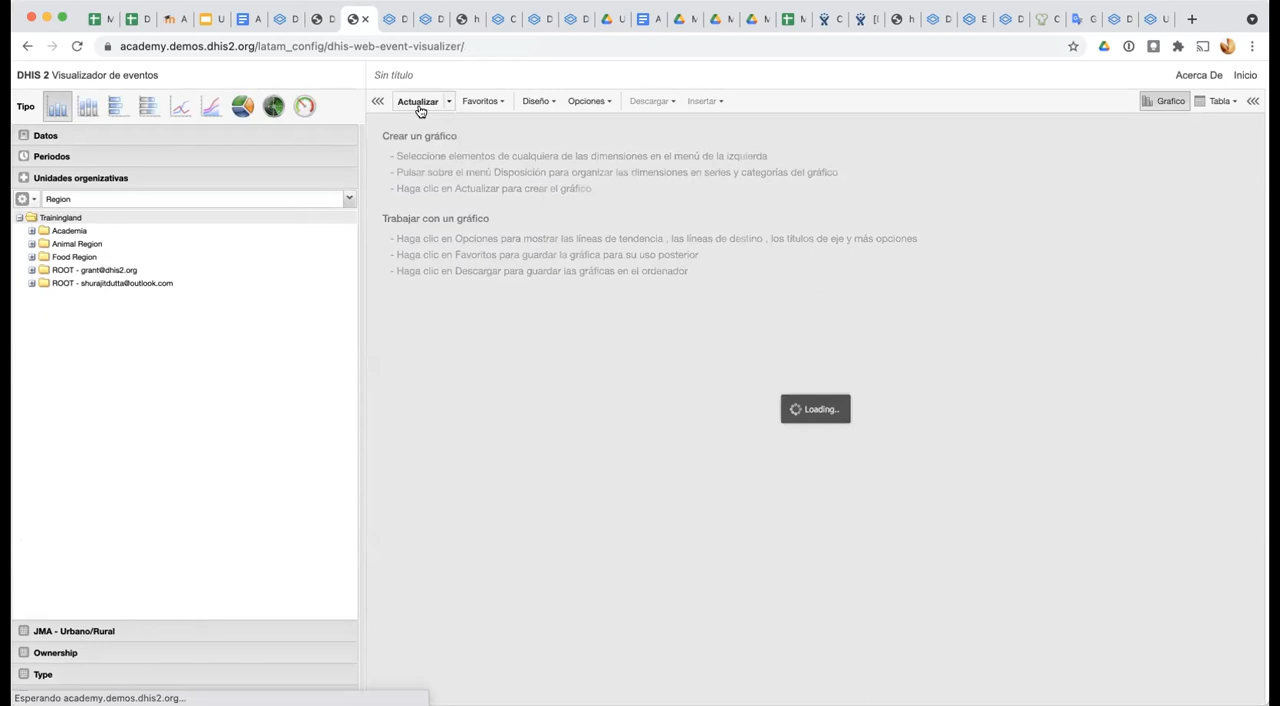 M
D
A
U
A
D
D
D
D
h
C
D
D
U
A
M
M
M
C
[I
h
D
E
D
C
G
D
U
academy.demos.dhis2.org/latam_config/dhis-web-event-visualizer/
DHIS 2 Visualizador de eventos
Sin título
Acerca De
Inicio
Tipo
Actualizar
Favoritos
Diseño
Opciones
Descargar
Insertar
Grafico
Tabla
Datos
Crear un gráfico
Periodos
- Seleccione elementos de cualquiera de las dimensiones en el menú de la izquierda
- Pulsar sobre el menú Disposición para organizar las dimensiones en series y categorías del gráfico
Unidades organizativas
- Haga clic en Actualizar para crear el gráfico
Region
Trainingland
Trabajar con un gráfico
Academia
- Haga clic en Opciones para mostrar las líneas de tendencia , las líneas de destino , los títulos de eje y más opciones
Animal Region
- Haga clic en Favoritos para guardar la gráfica para su uso posterior
Food Region
- Haga clic en Descargar para guardar las gráficas en el ordenador
ROOT - grant@dhis2.org
ROOT - shurajitdutta@outlook.com
Loading..
JMA - Urbano/Rural
Ownership
Type
Esperando academy.demos.dhis2.org...